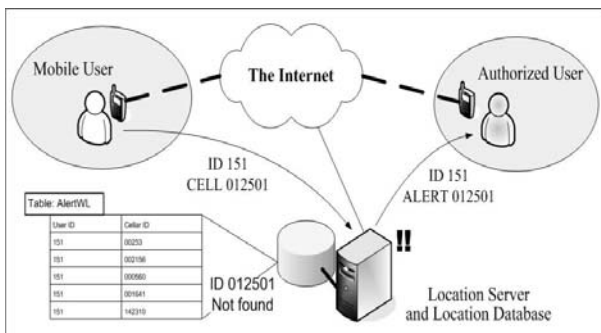 Mobile User
The Internet
Authorized User
ID 151
CELL 012501
ID 151
ALERT 012501
Table: AlertWL
User ID Cellar ID
151 00253
151 002156
151 000560
151 001641
151 142310
ID 012501
Not found
!!
Location Server
and Location Database